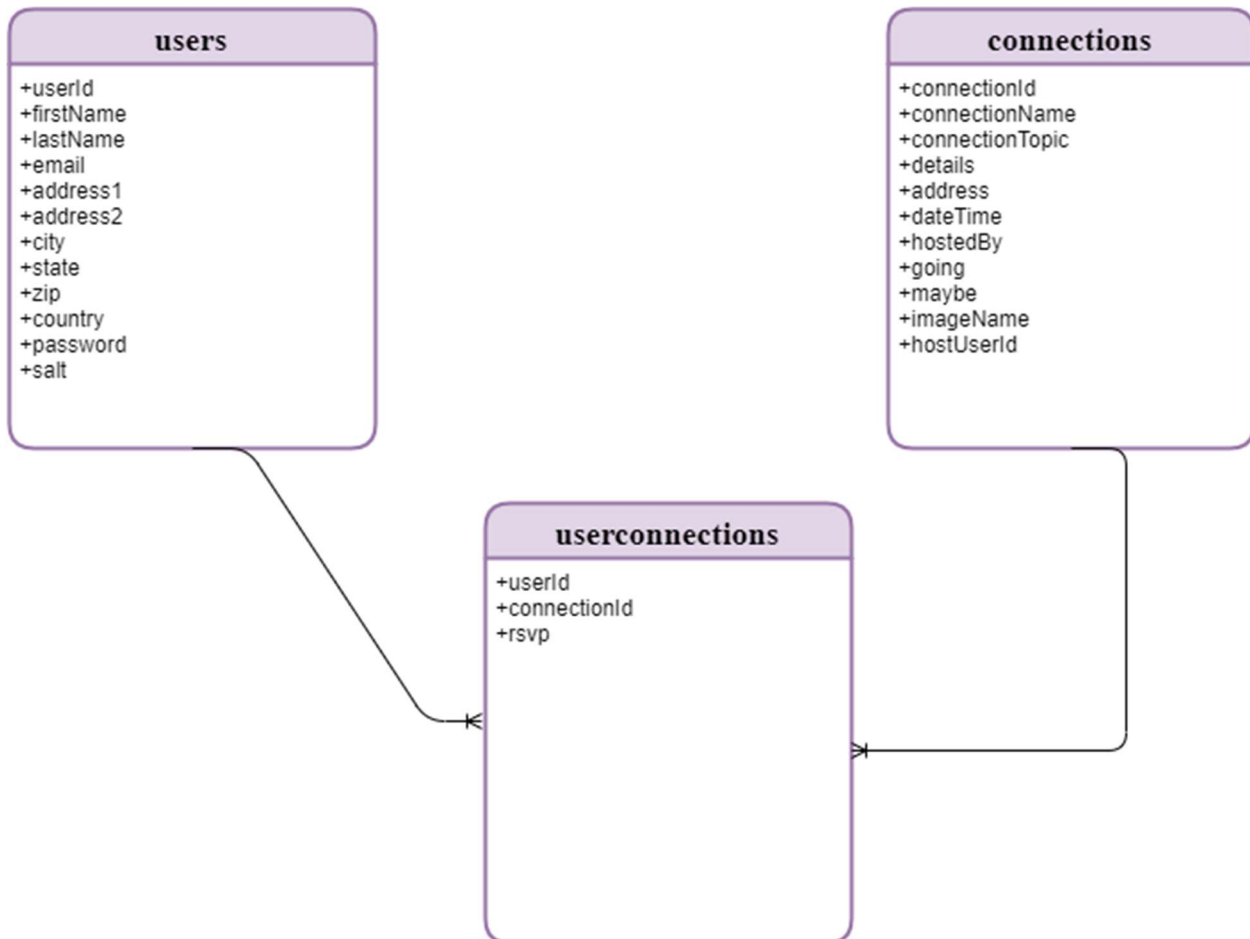 users
+userId
+firstName
+lastName
+email
+address1
+address2
+city
+state
+zip
+country
+password
+salt
connections
+connectionId
+connectionName
+connectionTopic
+details
+address
+dateTime
+hostedBy
+going
+maybe
+imageName
+hostUserId
userconnections
+userId
+connectionId
+rsvp